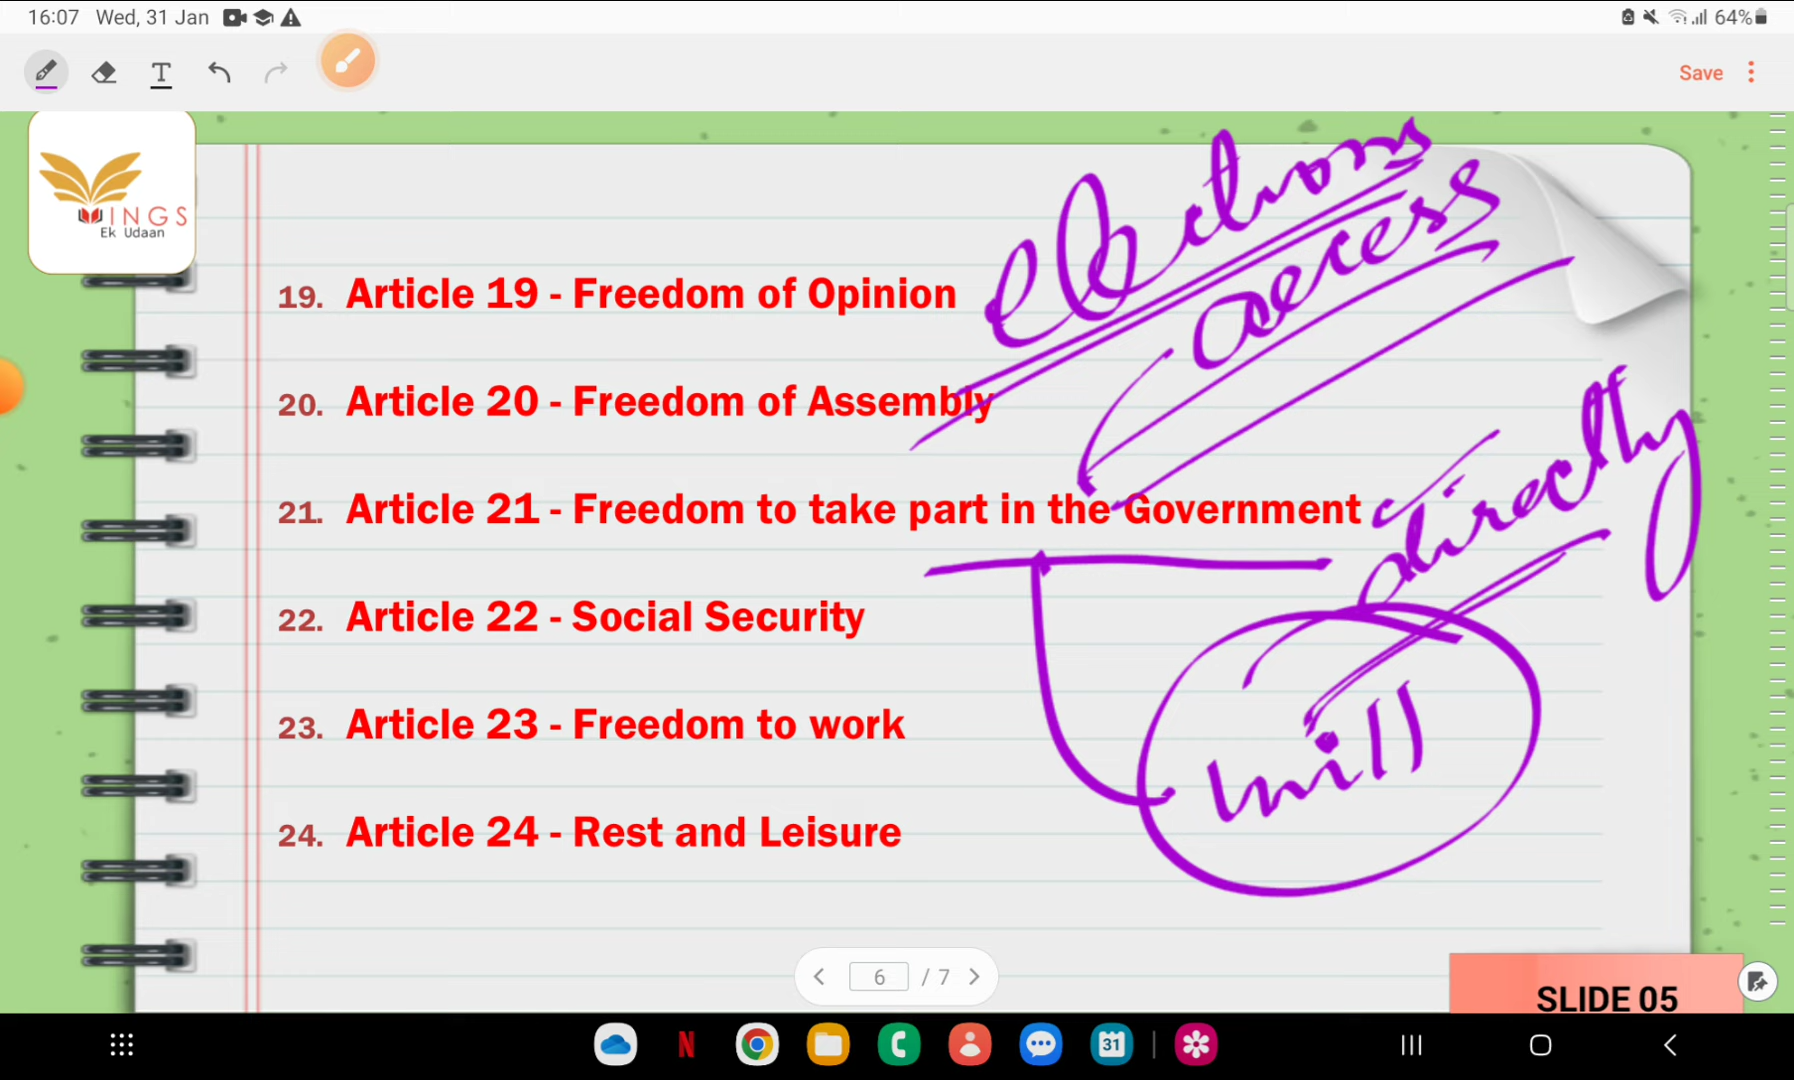 16:07 Wed, 31 Jan
64%
T
Save
WINGS
Ek Udaan
elections
access
19. Article 19 - Freedom of Opinion
20. Article 20 - Freedom of Assembly
directly
21. Article 21 - Freedom to take part in the Government
22. Article 22 - Social Security
will
23. Article 23 - Freedom to work
24. Article 24 - Rest and Leisure
6 / 7
SLIDE 05
N
31